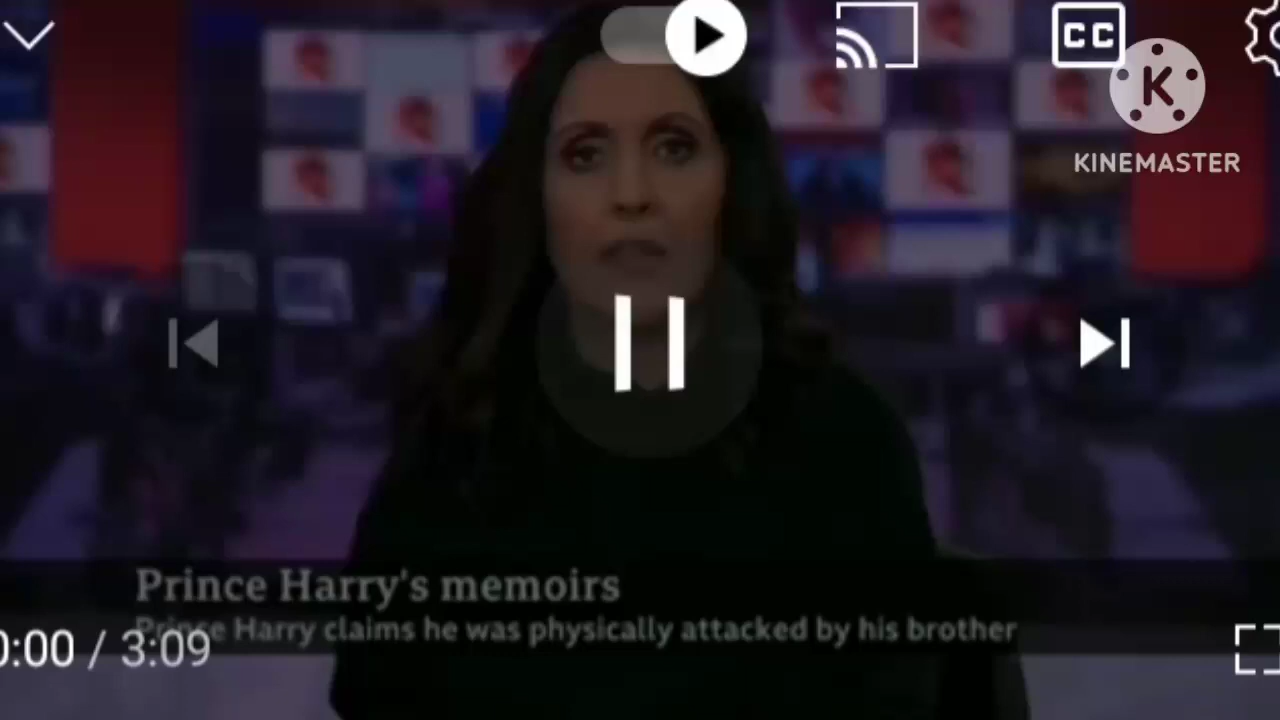 CC
K
KINEMASTER
Prince Harry's memoirs
Prince Harry claims he was physically attacked by his brother
0:00 / 3:09